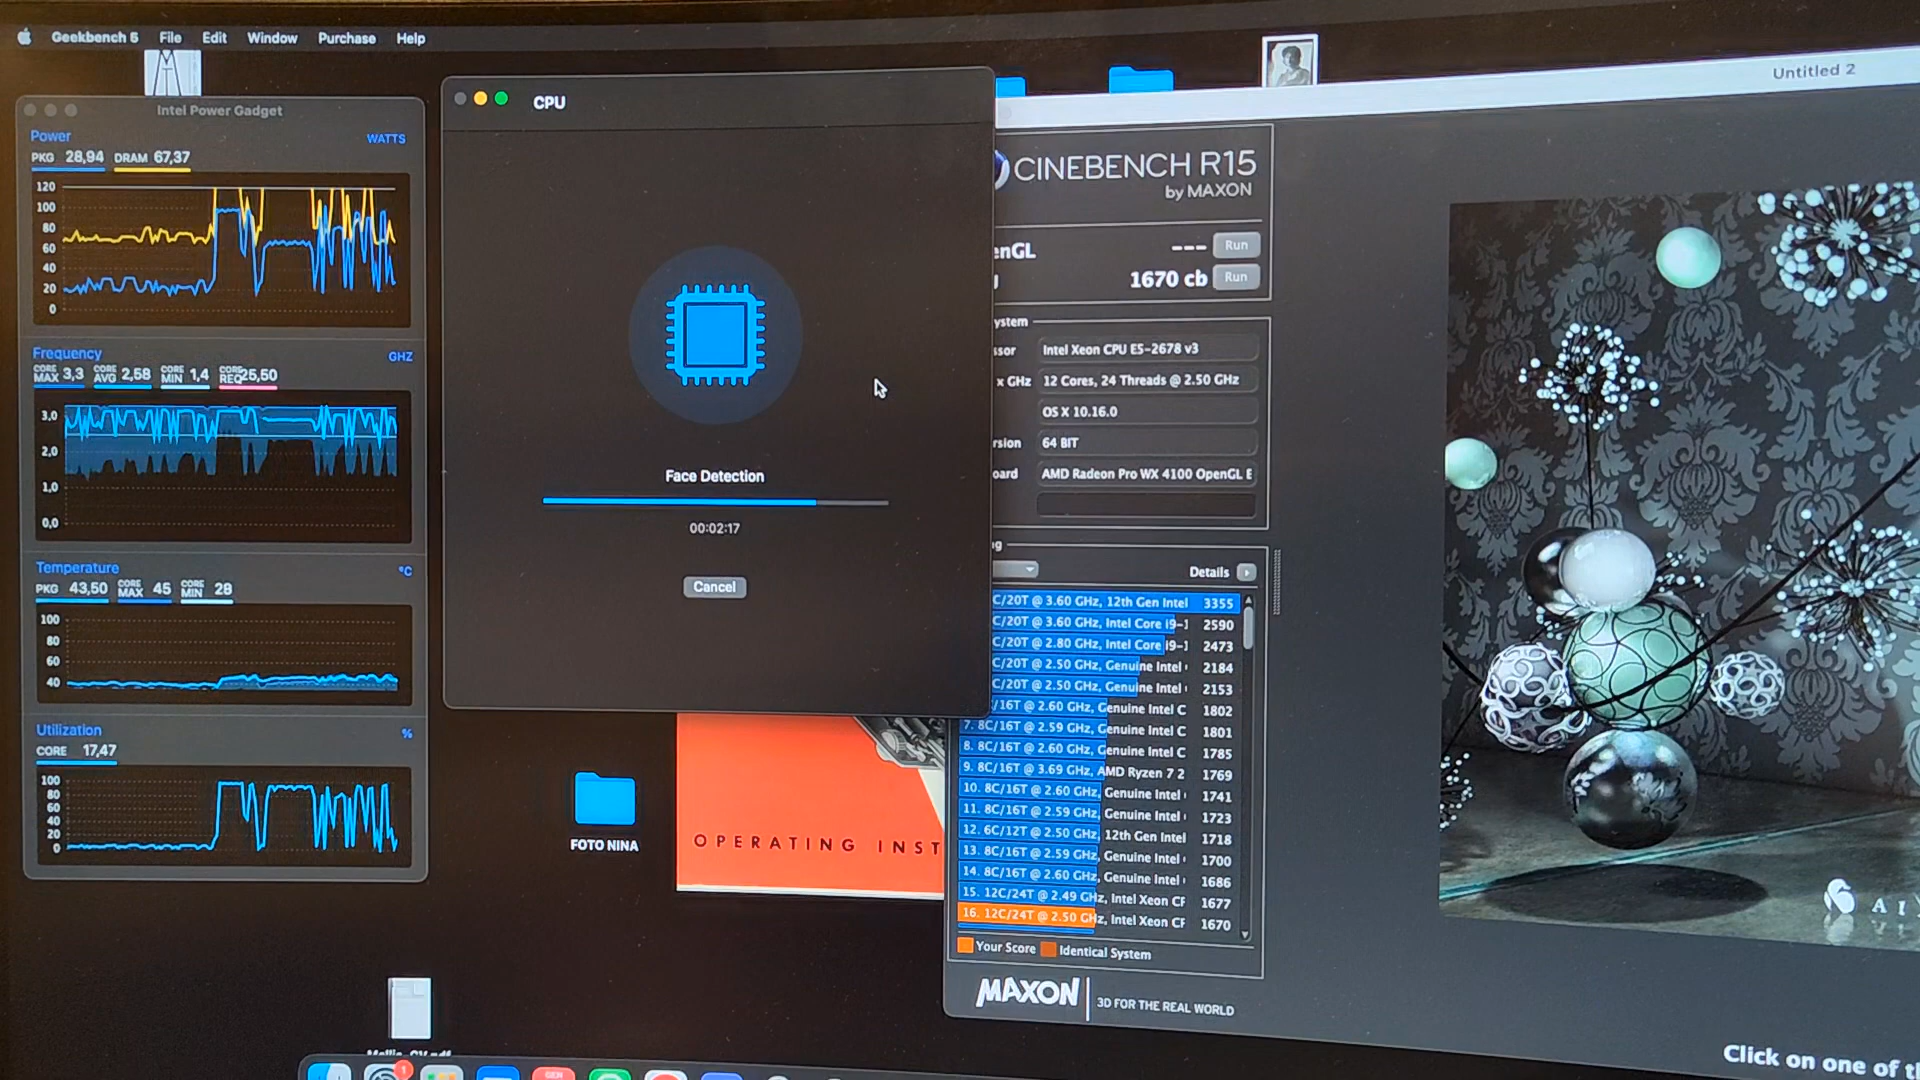 Geekbench 5 File Edit Window Purchase Help
Intel Power Gadget
Power WATTS
PKG 28,94 DRAM 67,37
120
100
80
60
40
20
0
Frequency GHZ
CORE MAX 3,3 CORE AVG 2,58 CORE MIN 1,4 CORE REQ 25,50
3,0
2,0
1,0
0,0
Temperature °C
PKG 43,50 CORE MAX 45 CORE MIN 28
100
80
60
40
Utilization %
CORE 17,47
100
80
60
40
20
0
CPU
Face Detection
00:02:17
Cancel
Untitled 2
CINEBENCH R15
by MAXON
enGL --- Run
1670 cb Run
ystem
ssor Intel Xeon CPU E5-2678 v3
x GHz 12 Cores, 24 Threads @ 2.50 GHz
OS X 10.16.0
rsion 64 BIT
oard AMD Radeon Pro WX 4100 OpenGL E
ng
Details
C/20T @ 3.60 GHz, 12th Gen Intel 3355
C/20T @ 3.60 GHz, Intel Core i9-1 2590
C/20T @ 2.80 GHz, Intel Core i9-1 2473
C/20T @ 2.50 GHz, Genuine Intel 2184
C/20T @ 2.50 GHz, Genuine Intel 2153
/16T @ 2.60 GHz, Genuine Intel C 1802
7. 8C/16T @ 2.59 GHz, Genuine Intel C 1801
8. 8C/16T @ 2.60 GHz, Genuine Intel C 1785
9. 8C/16T @ 3.69 GHz, AMD Ryzen 7 2 1769
10. 8C/16T @ 2.60 GHz, Genuine Intel 1741
11. 8C/16T @ 2.59 GHz, Genuine Intel 1723
12. 6C/12T @ 2.50 GHz, 12th Gen Intel 1718
13. 8C/16T @ 2.59 GHz, Genuine Intel 1700
14. 8C/16T @ 2.60 GHz, Genuine Intel 1686
15. 12C/24T @ 2.49 GHz, Intel Xeon CP 1677
16. 12C/24T @ 2.50 GHz, Intel Xeon CP 1670
Your Score Identical System
MAXON 3D FOR THE REAL WORLD
FOTO NINA
OPERATING INST
A I
Click on one of